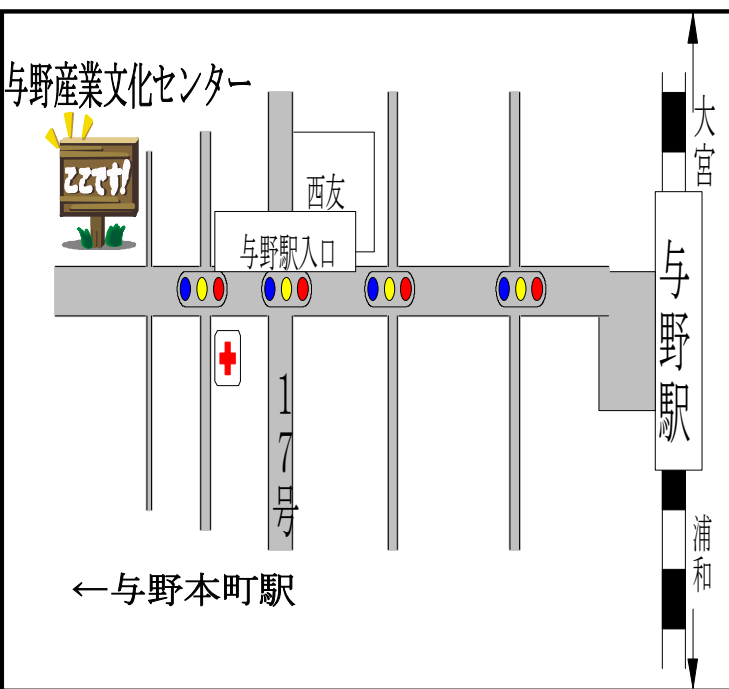 与野産業文化センター
ここです!
西友
与野駅入口
大宮
与野駅
17号
浦和
←与野本町駅